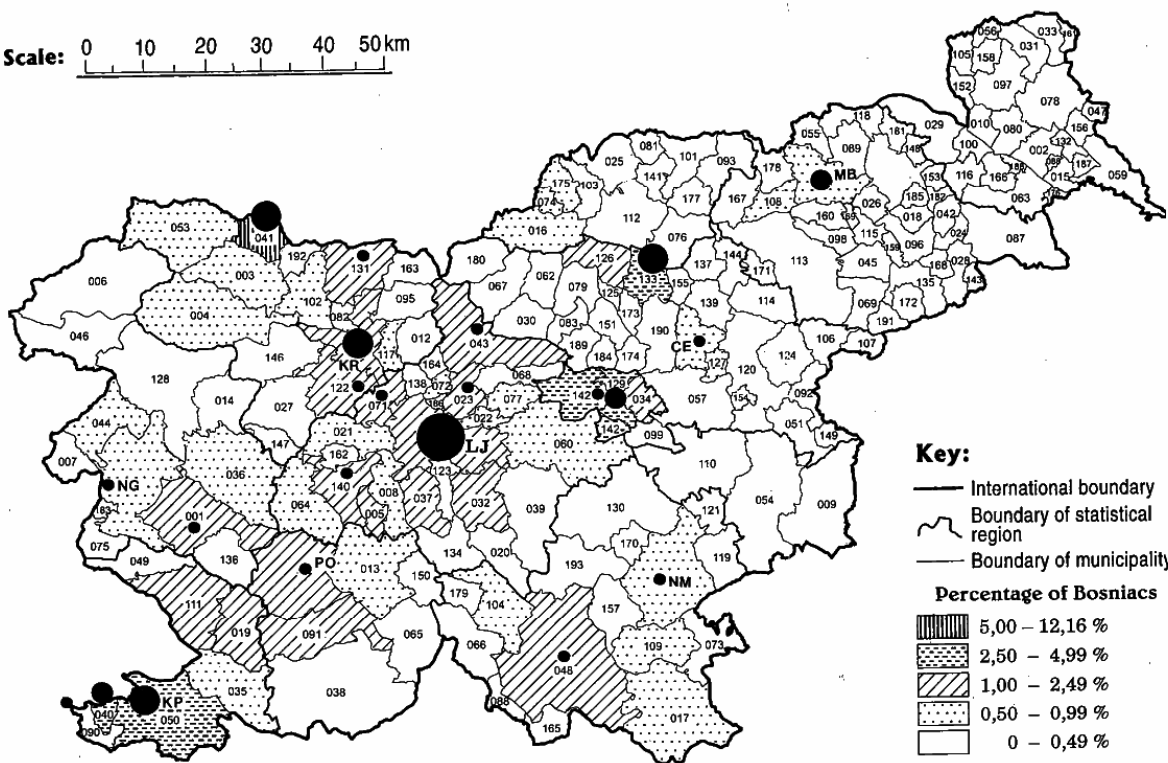 Scale:
0 10 20 30 40 50 km
056 033 161
105 158 031
152 097
078
047
118
055 181 029 010 080 156
081 089 148 100 002 132
025 101 093
175 103 141 178 MB 116 166 015 187 059
074 177 167 108 153 063
185
112 160 026 018 042
053 016 098 115 024 087
041 076 159 096
192 126 137 144 113 045 168 028
131 163 180 133 155 171 135 143
006 003 062 125
102 095 067 079 139 114 069 172
004 082 173 191
030 083 151 190
046 012 043 106 107
146 117 189 184 174 CE 124
KR 164 127 120
128 068
122 138 072 129 154 092
014 027 071 023 077 142 034 057 051
044 022 149
021 142 099
147 LJ 060
007 162 110
036 123
NG 140 008 054 009
064 037 032 039 130
183 001 005 121
075 134 020 170
049 136 PO 119
013 150 193 NM
111 179 104 157
019 091 065 066 109 073
048
035 038 088
KP 017
040 050
090 165
Key:
International boundary
Boundary of statistical
region
Boundary of municipality
Percentage of Bosniacs
5,00 – 12,16 %
2,50 – 4,99 %
1,00 – 2,49 %
0,50 – 0,99 %
0 – 0,49 %